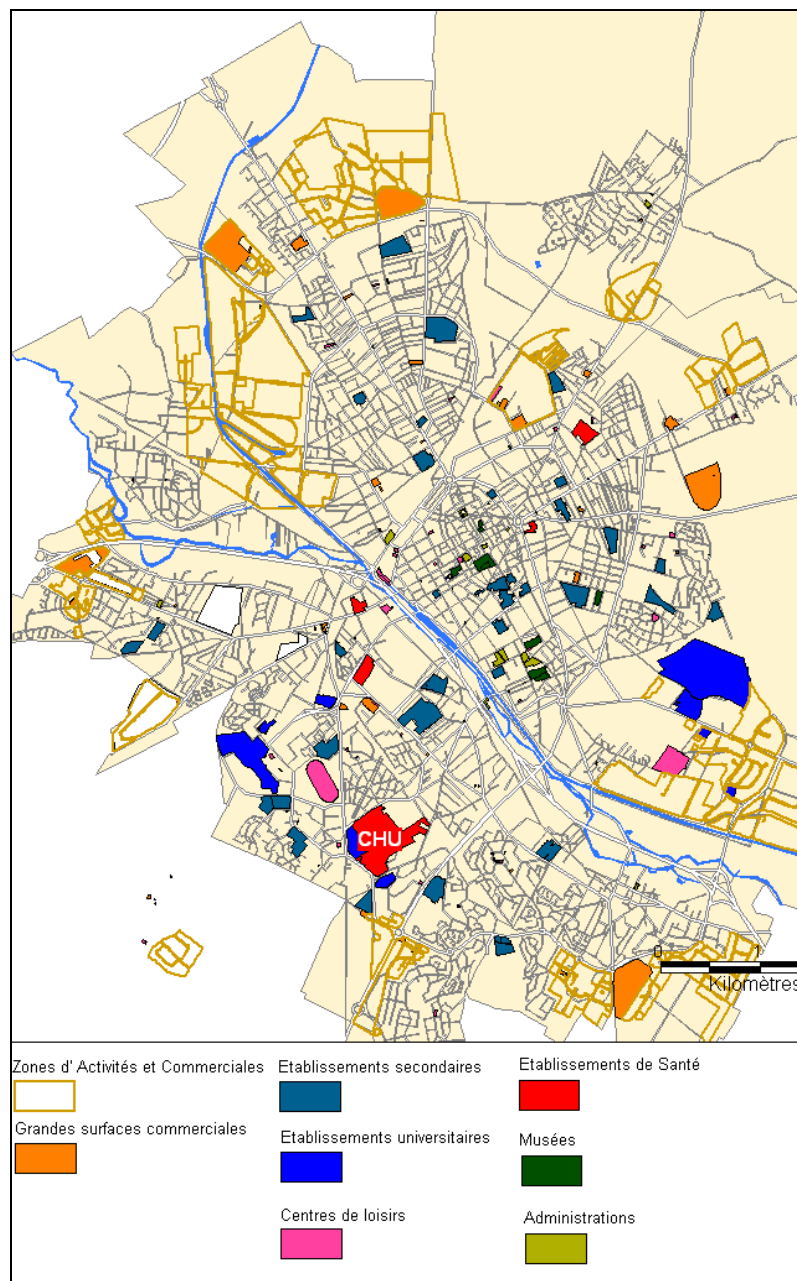 CHU
0 1
Kilomètres
Zones d' Activités et Commerciales
Grandes surfaces commerciales
Etablissements secondaires
Etablissements universitaires
Centres de loisirs
Etablissements de Santé
Musées
Administrations